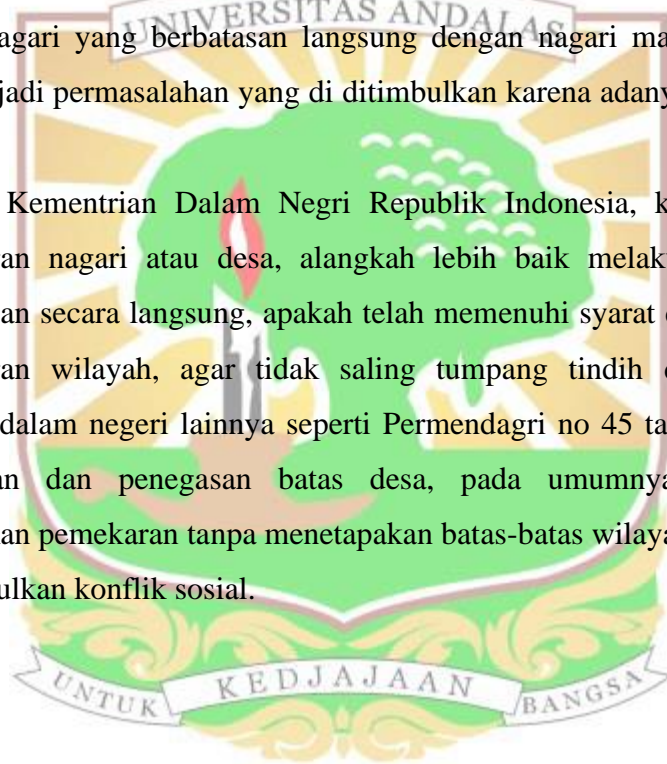 UNIVERSITAS ANDALAS
agari yang berbatasan langsung dengan nagari ma
jadi permasalahan yang di ditimbulkan karena adany
Kementrian Dalam Negri Republik Indonesia, k
an nagari atau desa, alangkah lebih baik melak
an secara langsung, apakah telah memenuhi syarat
an wilayah, agar tidak saling tumpang tindih
dalam negeri lainnya seperti Permendagri no 45 ta
an dan penegasan batas desa, pada umumnya
an pemekaran tanpa menetapakan batas-batas wilaya
ulkan konflik sosial.
UNTUK KEDJAJAAN BANGSA